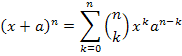 $(x + a)^{n-k} = \sum_{k=0}^{n} \binom{n}{k} x^k a^{n-k}$